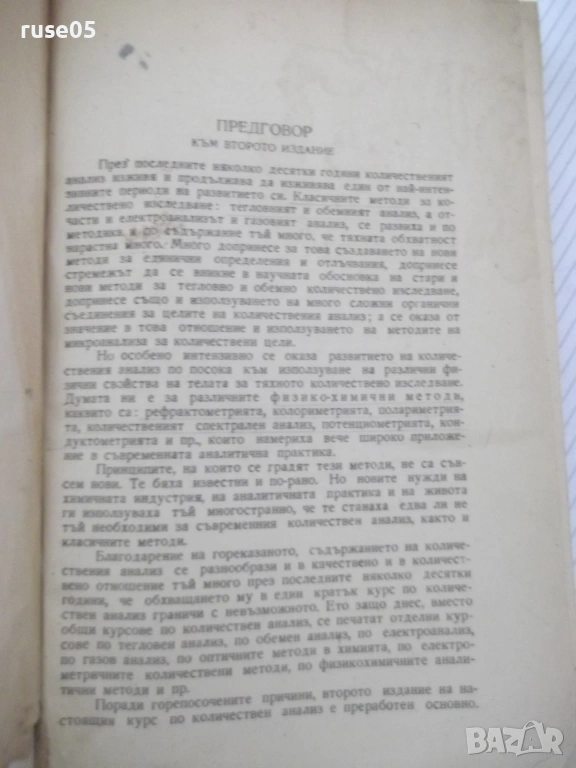 ruse05
ПРЕДГОВОР
КЪМ ВТОРОТО ИЗДАНИЕ
През последните няколко десятки години количественият
анализ изживя и продължава да изживява един от най-интен-
зивните периоди на развитието си. Класичните методи за ко-
личествено изследване: тегловният и обемният анализ, а от-
части и електроанализът и газовият анализ, се развиха и по
методика и по съдържание тъй много, че тяхната обхватност
нарастна много. Много допринесе за това създаването на нови
методи за единични определения и отлъчвания, допринесе
стремежът да се вникне в научната обосновка на стари и
нови методи за тегловно и обемно количествено изследване,
допринесе също и използуването на много сложни органични
съединения за целите на количествения анализ; а се оказа от
значение в това отношение и използуването на методите на
микроанализа за количествени цели.
Но особено интензивно се оказа развитието на количе-
ствения анализ по посока към използуване на различни фи-
зични свойства на телата за тяхното количествено изследване.
Думата ни е за различните физико-химични методи,
каквито са: рефрактометрията, колориметрията, поляриметрия-
та, количественият спектрален анализ, потенциометрията, кон-
дуктометрията и пр., които намериха вече широко приложе-
ние в съвременната аналитична практика.
Принципите, на които се градят тези методи, не са съв-
сем нови. Те бяха известни и по-рано. Но новите нужди на
химичната индустрия, на аналитичната практика и на живота
ги използуваха тъй многостранно, че те станаха едва ли не
тъй необходими за съвременния количествен анализ, както и
класичните методи.
Благодарение на гореказаното, съдържанието на количе-
ствения анализ се разнообрази и в качествено и в количест-
вено отношение тъй много през последните няколко десятки
години, че обхващането му в един кратък курс по количе-
ствен анализ граничи с невъзможното. Ето защо днес, вместо
общи курсове по количествен анализ, се печатат отделни кур-
сове по тегловен анализ, по обемен анализ, по електроанализ,
по газов анализ, по оптичните методи в химията, по електро-
метричните количествени методи, по физикохимичните анали-
тични методи и пр.
Поради горепосочените причини, второто издание на на-
стоящия курс по количествен анализ е преработен основно.
BAZAR